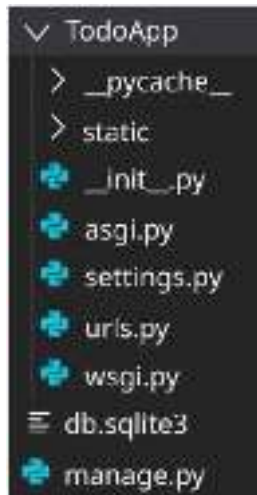 TodoApp
__pycache__
static
__init__.py
asgi.py
settings.py
urls.py
wsgi.py
db.sqlite3
manage.py